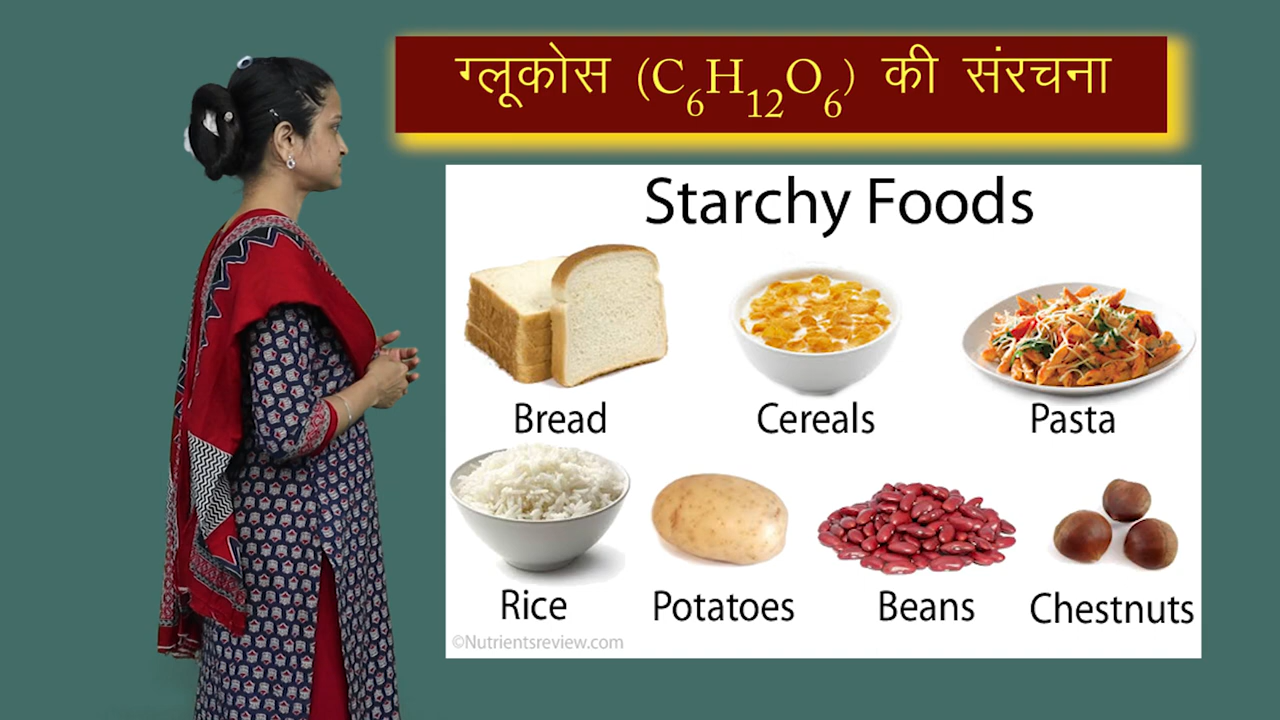 ग्लूकोस (C₆H₁₂O₆) की संरचना
Starchy Foods
Bread Cereals Pasta
Rice Potatoes Beans Chestnuts
©Nutrientsreview.com